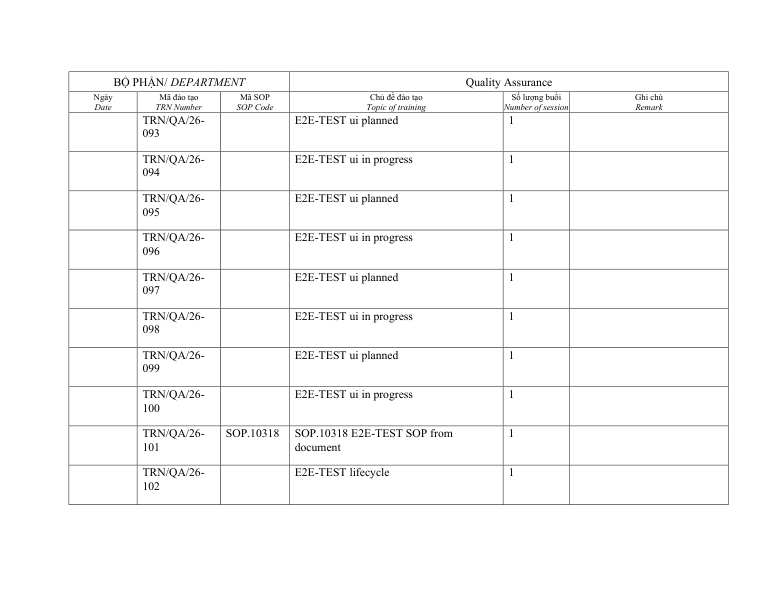 BỘ PHẬN/ DEPARTMENT Quality Assurance
Ngày Mã đào tạo Mã SOP Chủ đề đào tạo Số lượng buổi Ghi chú
Date TRN Number SOP Code Topic of training Number of session Remark
TRN/QA/26- E2E-TEST ui planned 1
093
TRN/QA/26- E2E-TEST ui in progress 1
094
TRN/QA/26- E2E-TEST ui planned 1
095
TRN/QA/26- E2E-TEST ui in progress 1
096
TRN/QA/26- E2E-TEST ui planned 1
097
TRN/QA/26- E2E-TEST ui in progress 1
098
TRN/QA/26- E2E-TEST ui planned 1
099
TRN/QA/26- E2E-TEST ui in progress 1
100
TRN/QA/26- SOP.10318 SOP.10318 E2E-TEST SOP from 1
101 document
TRN/QA/26- E2E-TEST lifecycle 1
102